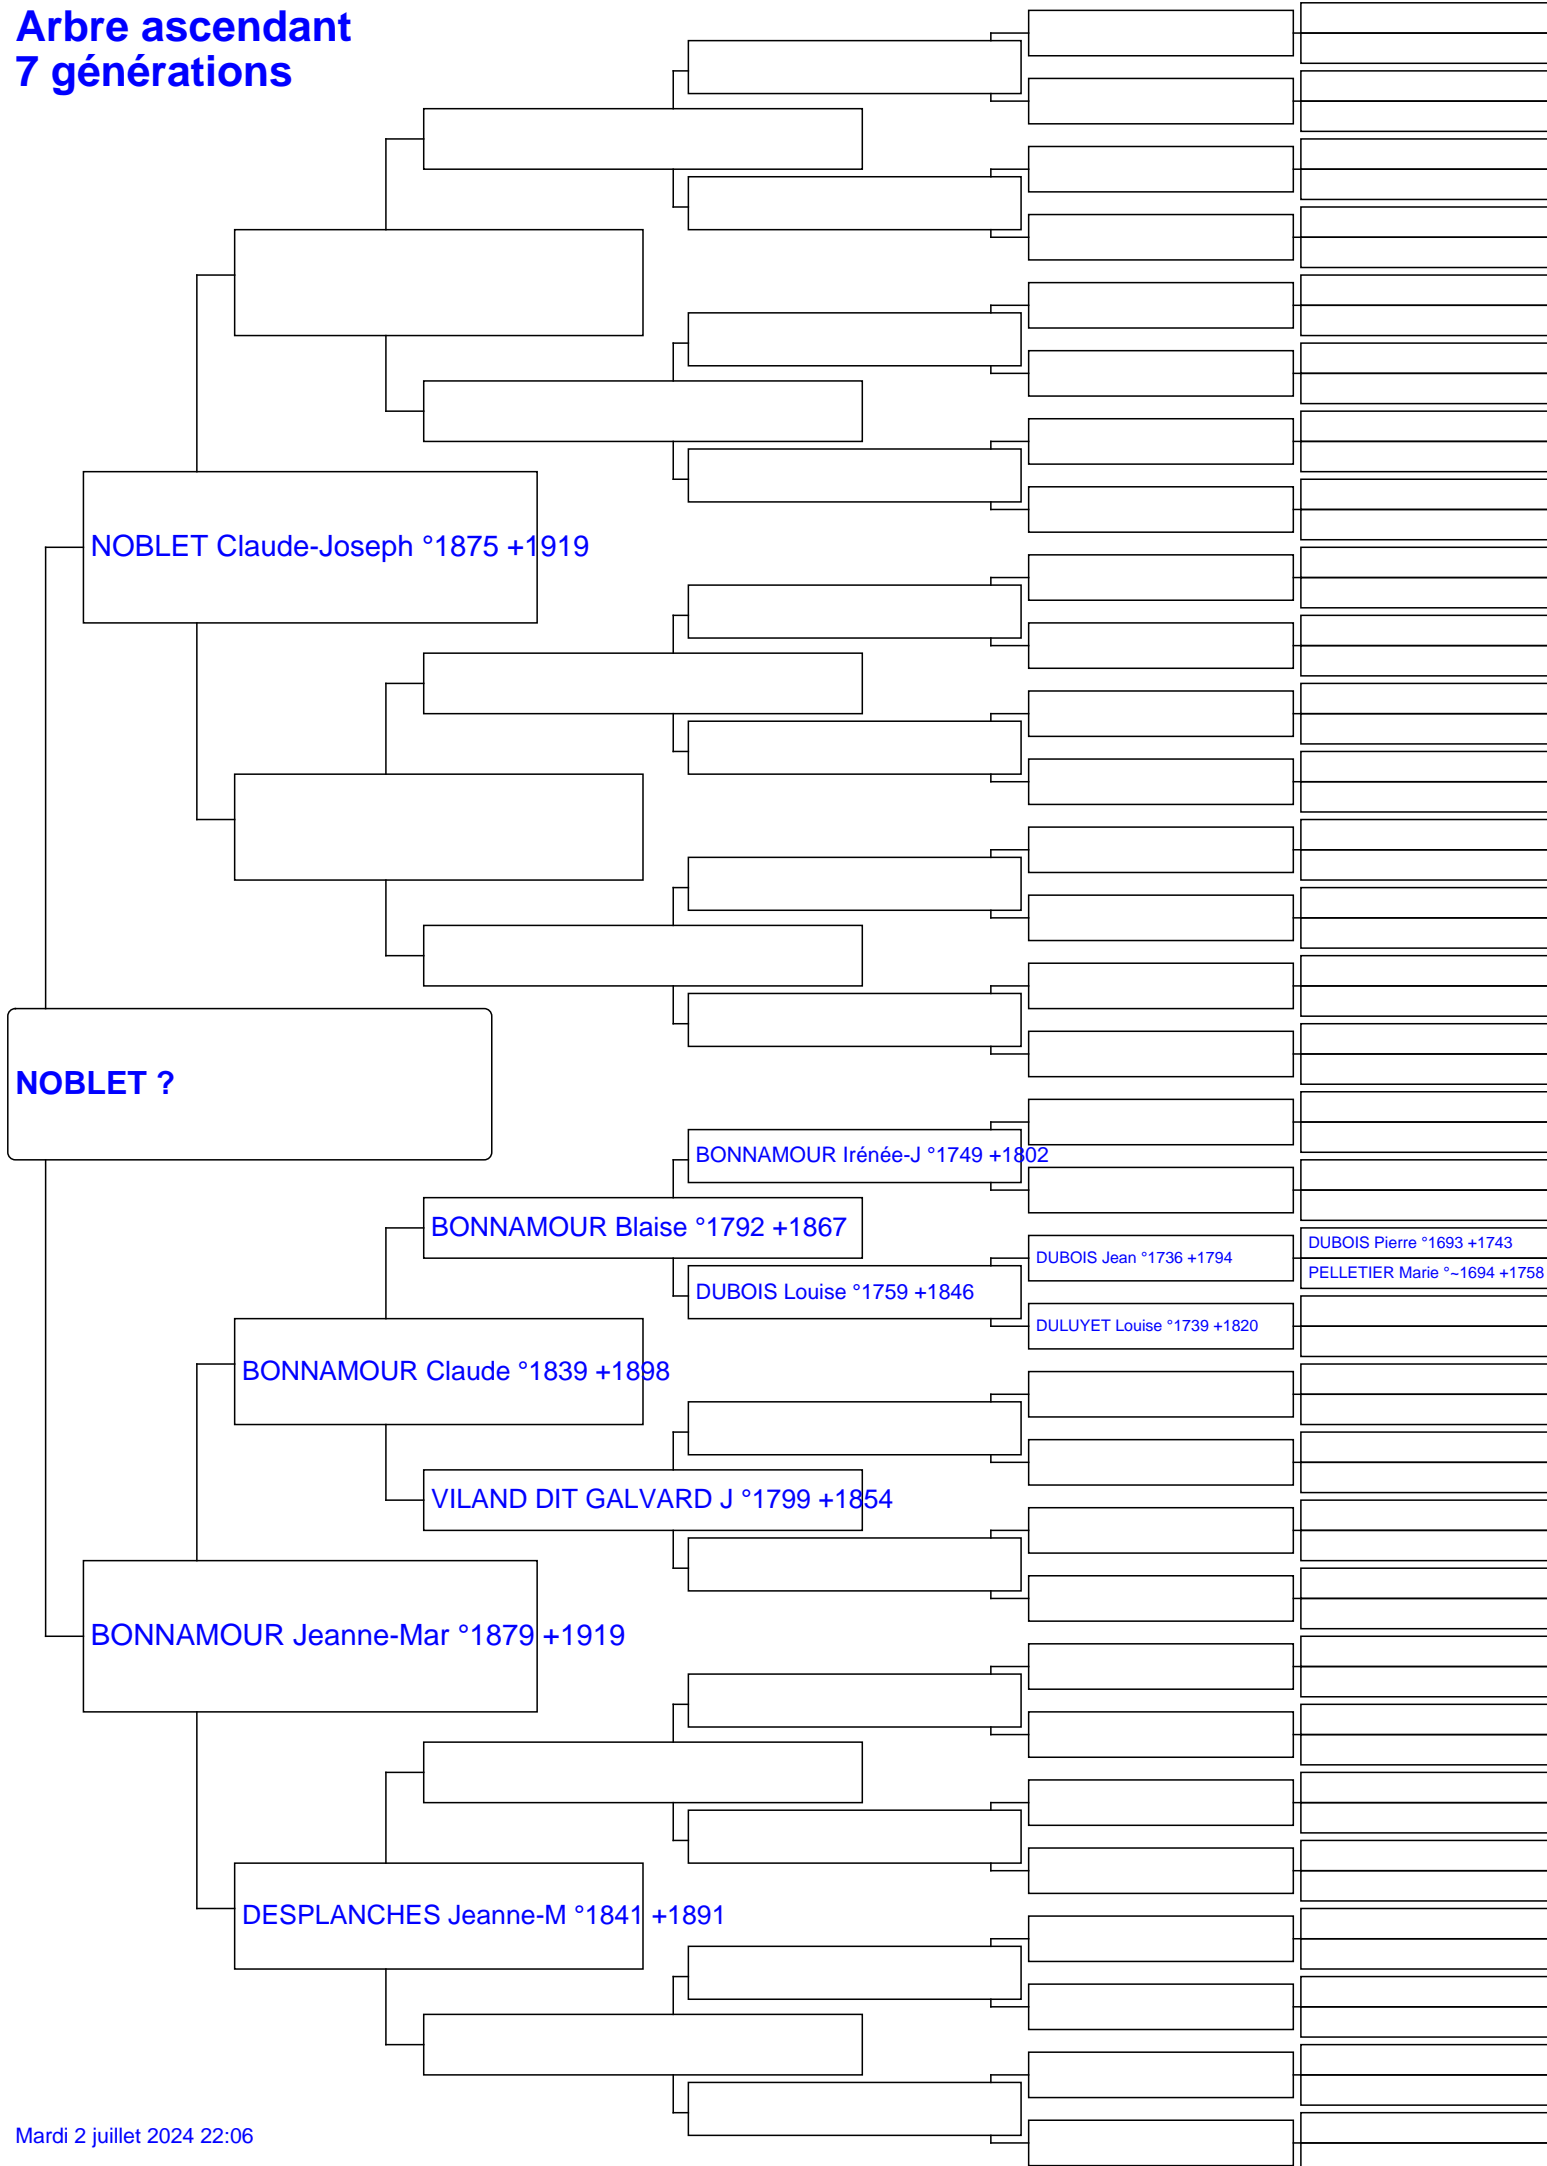 Arbre ascendant
7 générations
NOBLET Claude-Joseph °1875 +1919
NOBLET ?
BONNAMOUR Irénée-J °1749 +1802
BONNAMOUR Blaise °1792 +1867
DUBOIS Pierre °1693 +1743
DUBOIS Jean °1736 +1794
PELLETIER Marie °~1694 +1758
DUBOIS Louise °1759 +1846
DULUYET Louise °1739 +1820
BONNAMOUR Claude °1839 +1898
VILAND DIT GALVARD J °1799 +1854
BONNAMOUR Jeanne-Mar °1879 +1919
DESPLANCHES Jeanne-M °1841 +1891
Mardi 2 juillet 2024 22:06